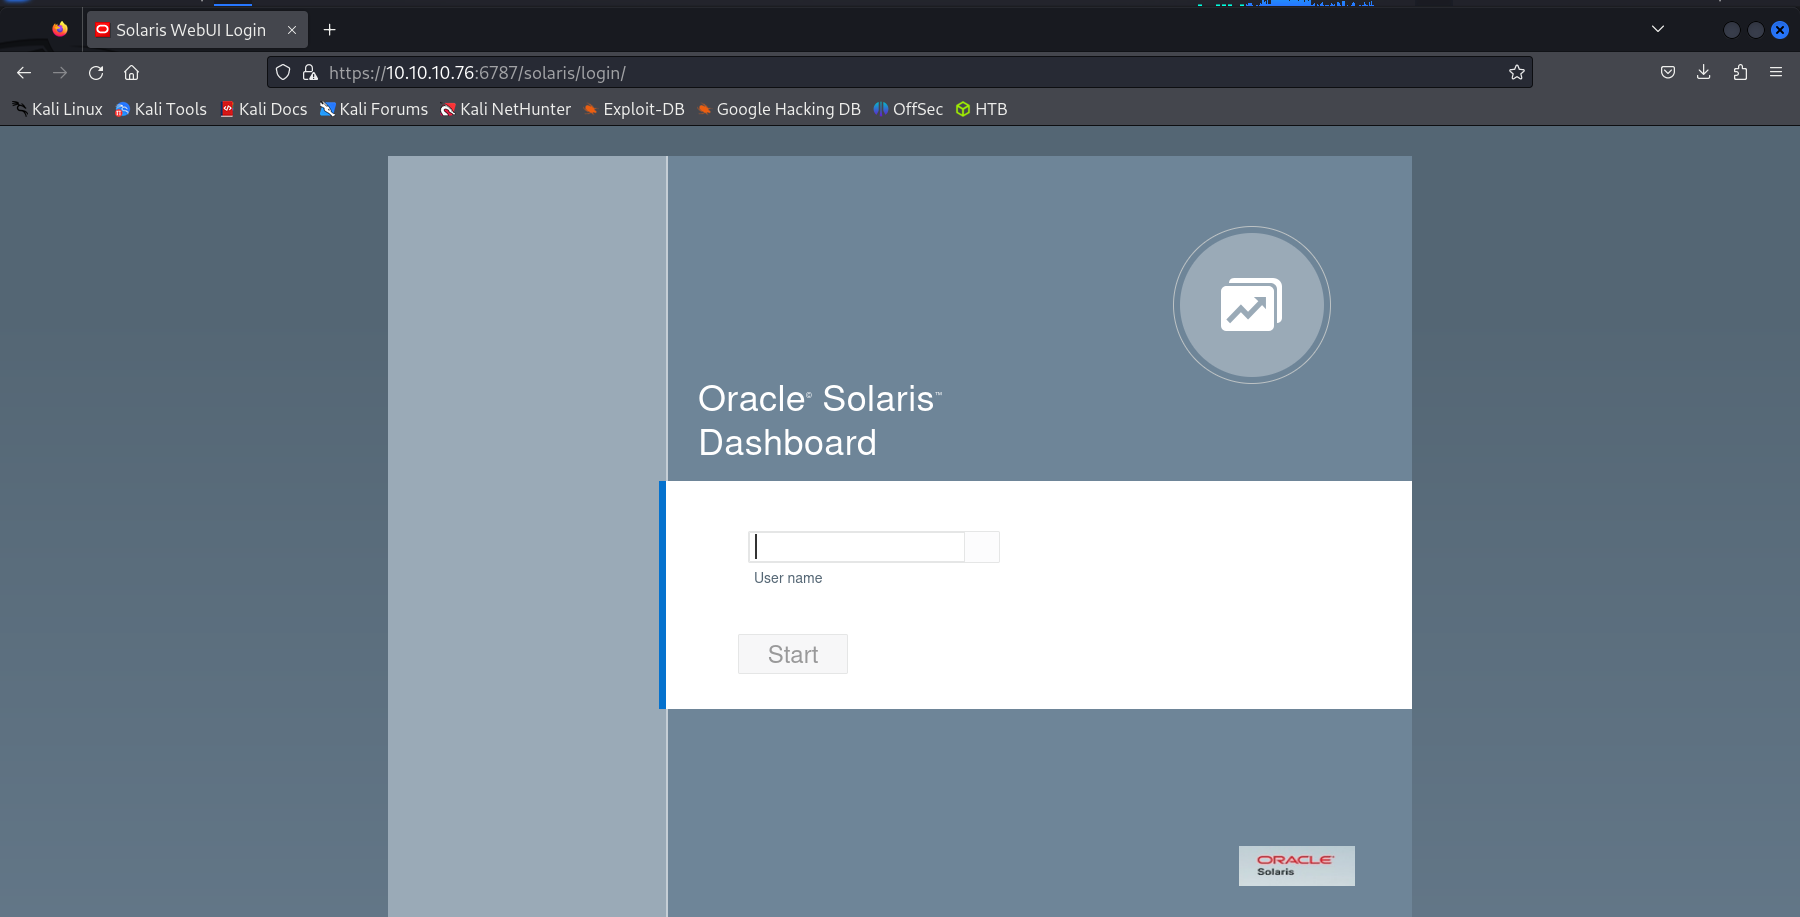 Solaris WebUI Login
https://10.10.10.76:6787/solaris/login/
Kali Linux Kali Tools Kali Docs Kali Forums Kali NetHunter Exploit-DB Google Hacking DB OffSec HTB
Oracle© Solaris™
Dashboard
User name
Start
ORACLE™
Solaris